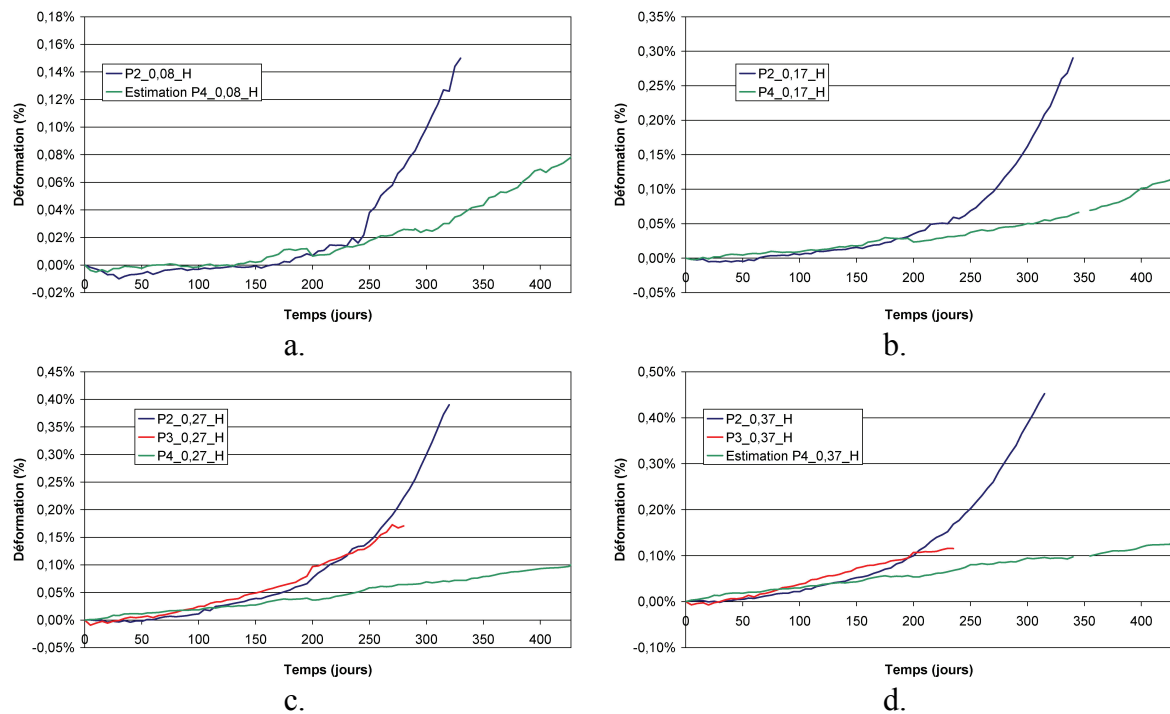 0,18%
0,16%
0,14%
0,12%
0,10%
0,08%
0,06%
0,04%
0,02%
0,00%
-0,02%
Déformation (%)
P2_0,08_H
Estimation P4_0,08_H
0 50 100 150 200 250 300 350 400
Temps (jours)
a.
0,35%
0,30%
0,25%
0,20%
0,15%
0,10%
0,05%
0,00%
-0,05%
Déformation (%)
P2_0,17_H
P4_0,17_H
0 50 100 150 200 250 300 350 400
Temps (jours)
b.
0,45%
0,40%
0,35%
0,30%
0,25%
0,20%
0,15%
0,10%
0,05%
0,00%
-0,05%
Déformation (%)
P2_0,27_H
P3_0,27_H
P4_0,27_H
0 50 100 150 200 250 300 350 400
Temps (jours)
c.
0,50%
0,40%
0,30%
0,20%
0,10%
0,00%
-0,10%
Déformation (%)
P2_0,37_H
P3_0,37_H
Estimation P4_0,37_H
0 50 100 150 200 250 300 350 400
Temps (jours)
d.